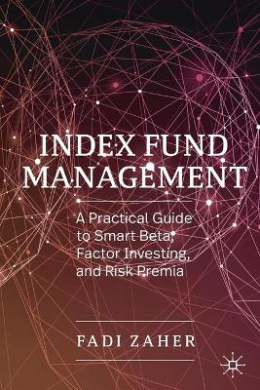 INDEX FUND
MANAGEMENT
A Practical Guide
to Smart Beta,
Factor Investing,
and Risk Premia
FADI ZAHER